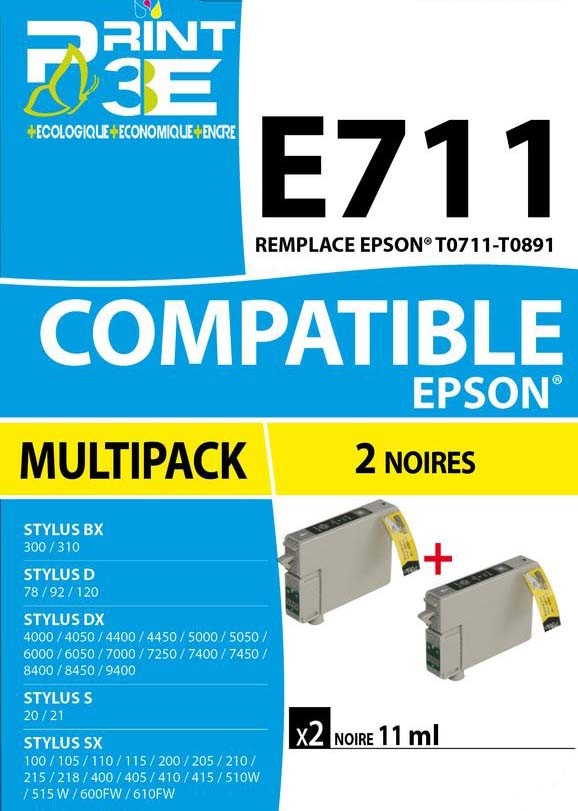 PRINT
3E
+ECOLOGIQUE+ECONOMIQUE+ENCRE
E711
REMPLACE EPSON® T0711-T0891
COMPATIBLE
EPSON®
MULTIPACK
2 NOIRES
STYLUS BX
300 / 310
STYLUS D
78 / 92 / 120
STYLUS DX
4000 / 4050 / 4400 / 4450 / 5000 / 5050 /
6000 / 6050 / 7000 / 7250 / 7400 / 7450 /
8400 / 8450 / 9400
STYLUS S
20 / 21
STYLUS SX
100 / 105 / 110 / 115 / 200 / 205 / 210 /
215 / 218 / 400 / 405 / 410 / 415 / 510W
/ 515 W / 600FW / 610FW
+
x2 NOIRE 11 ml